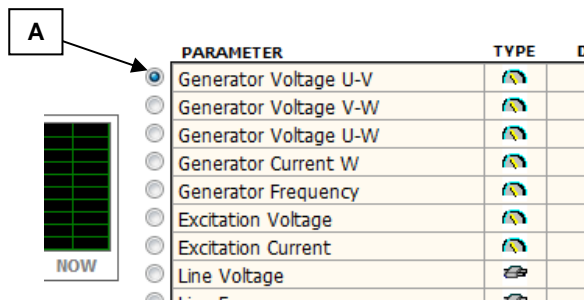 A
PARAMETER TYPE D
Generator Voltage U-V
Generator Voltage V-W
Generator Voltage U-W
Generator Current W
Generator Frequency
Excitation Voltage
Excitation Current
NOW
Line Voltage